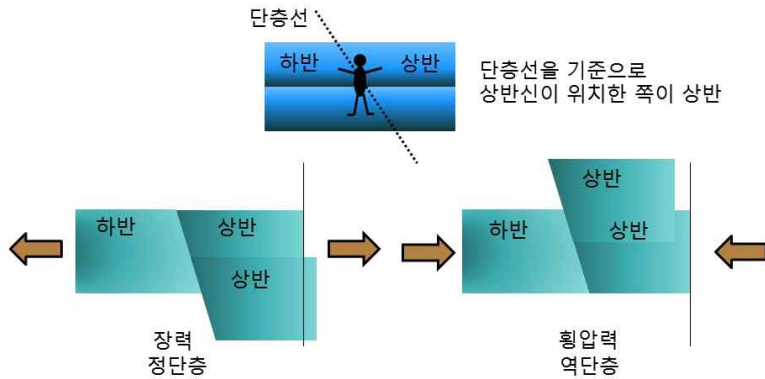 단층선
하반
상반
단층선을 기준으로
상반신이 위치한 쪽이 상반
하반
상반
상반
장력
정단층
상반
하반
상반
횡압력
역단층